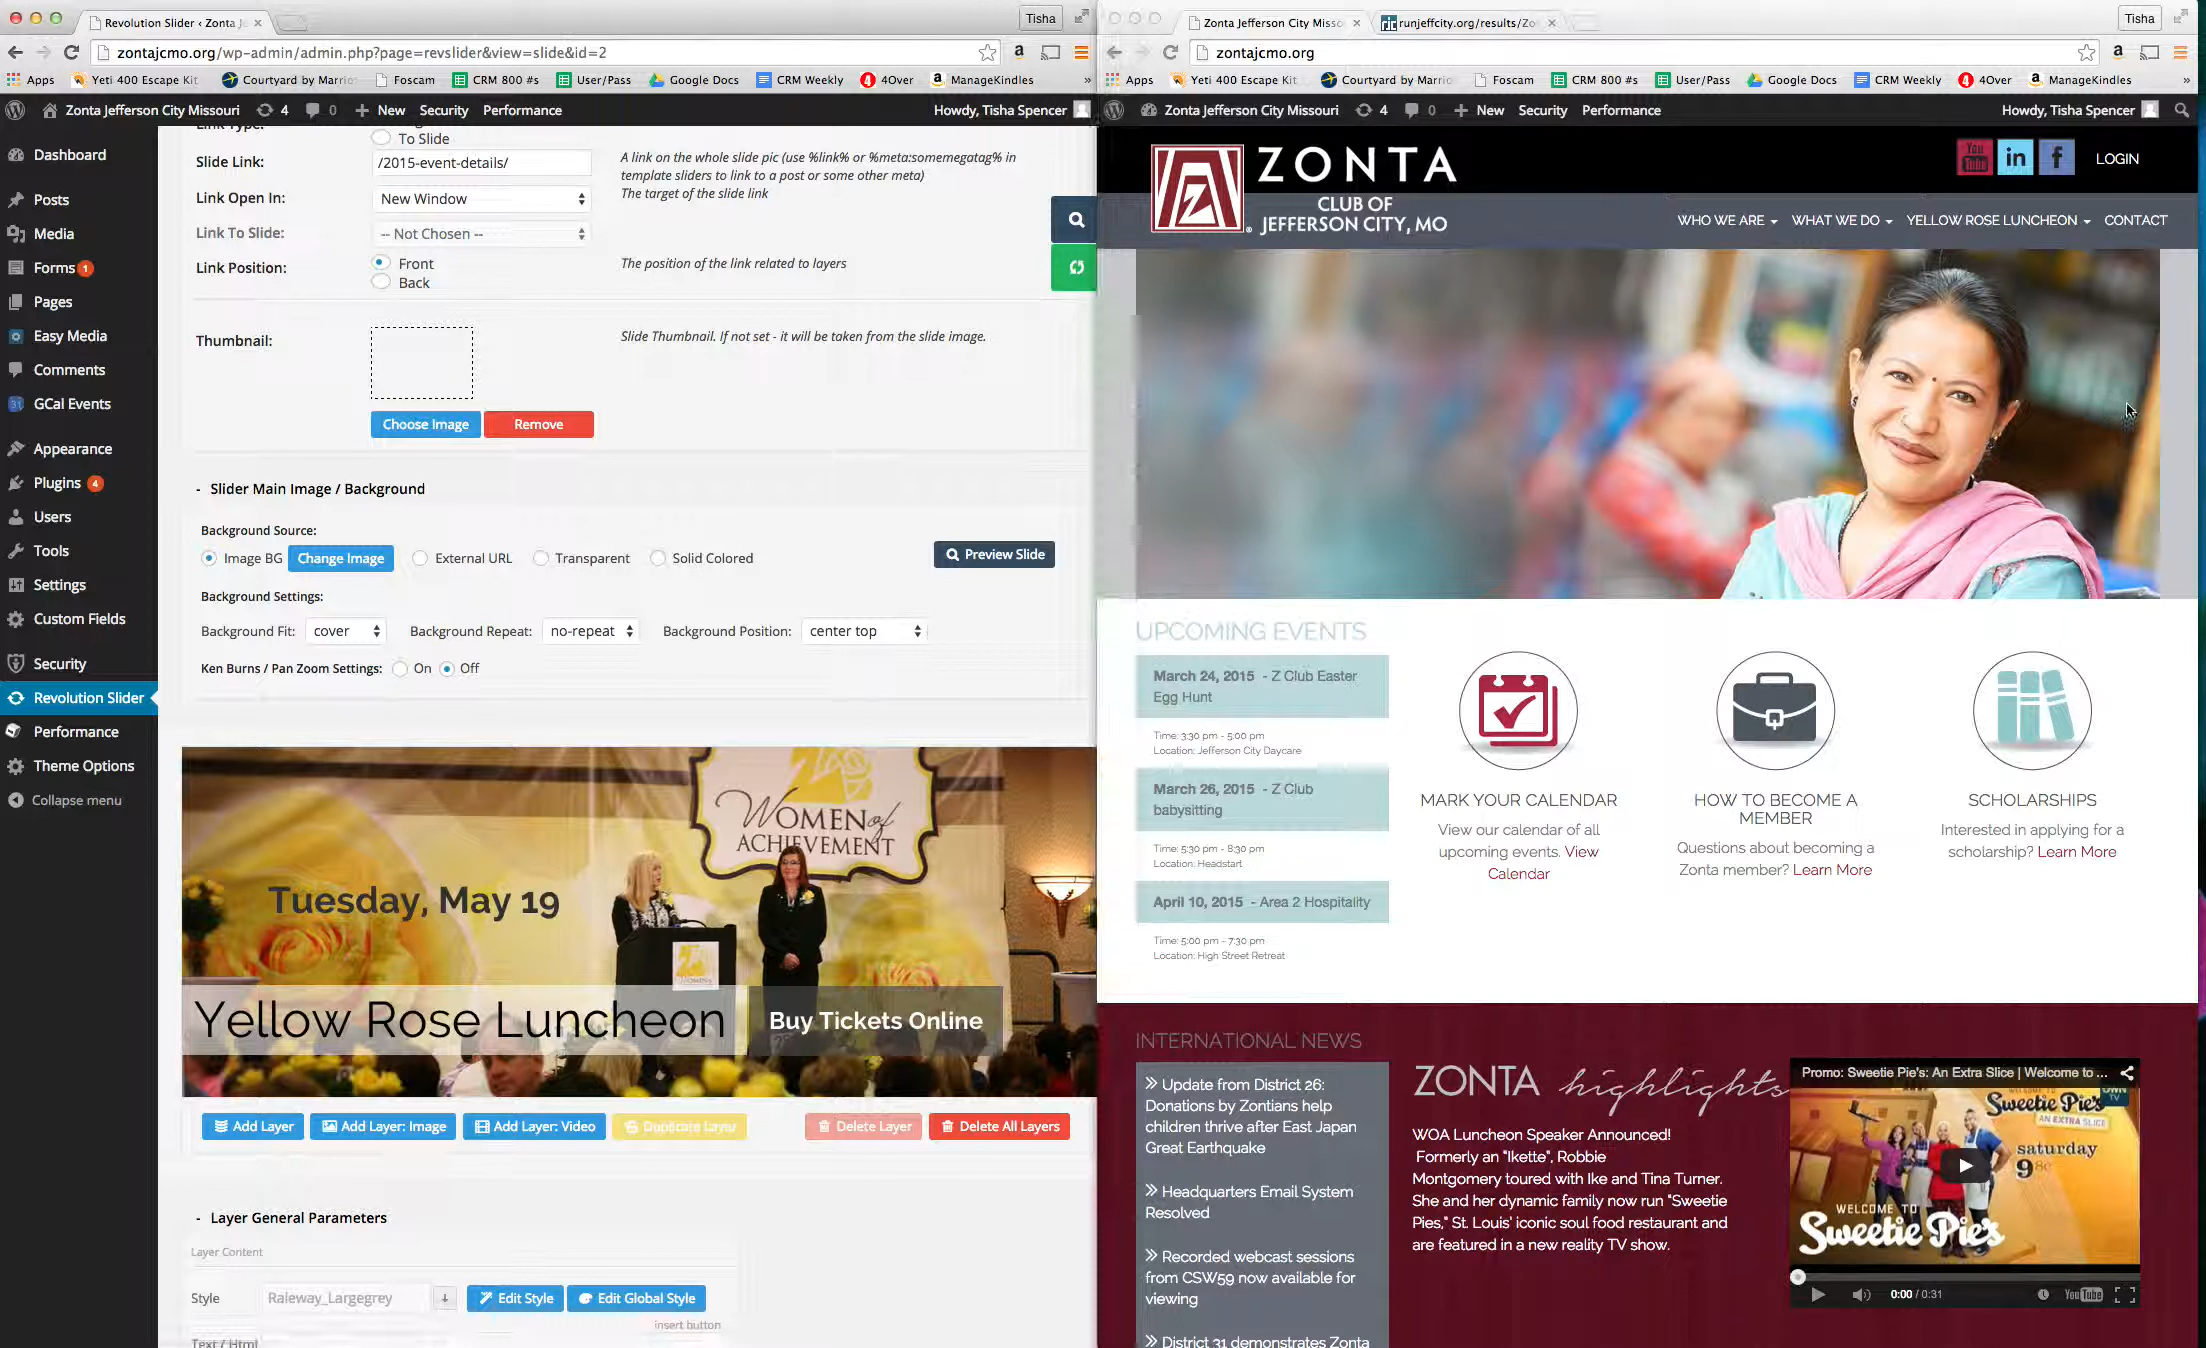 Revolution Slider ‹ Zonta J
Tisha
zontajcmo.org/wp-admin/admin.php?page=revslider&view=slide&id=2
Apps
Yeti 400 Escape Kit
Courtyard by Marrio
Foscam
CRM 800 #s
User/Pass
Google Docs
CRM Weekly
4Over
ManageKindles
»
Zonta Jefferson City Missouri
4
0
New
Security
Performance
Howdy, Tisha Spencer
Dashboard
Posts
Media
Forms 1
Pages
Easy Media
Comments
31 GCal Events
Appearance
Plugins 4
Users
Tools
Settings
Custom Fields
Security
Revolution Slider
Performance
Theme Options
Collapse menu
Link Type:
To Slide
Slide Link:
/2015-event-details/
A link on the whole slide pic (use %link% or %meta:somemegatag% in
template sliders to link to a post or some other meta)
Link Open In:
New Window
The target of the slide link
Link To Slide:
-- Not Chosen --
Link Position:
Front
Back
The position of the link related to layers
Thumbnail:
Slide Thumbnail. If not set - it will be taken from the slide image.
Choose Image
Remove
- Slider Main Image / Background
Background Source:
Image BG
Change Image
External URL
Transparent
Solid Colored
Preview Slide
Background Settings:
Background Fit: cover
Background Repeat: no-repeat
Background Position: center top
Ken Burns / Pan Zoom Settings: On Off
WOMEN of
ACHIEVEMENT
Tuesday, May 19
WOMEN
Yellow Rose Luncheon
Buy Tickets Online
Add Layer
Add Layer: Image
Add Layer: Video
Duplicate Layer
Delete Layer
Delete All Layers
- Layer General Parameters
Layer Content
Style
Raleway_Largegrey
Edit Style
Edit Global Style
insert button
Text / Html
Zonta Jefferson City Misso
runjeffcity.org/results/Zo
Tisha
zontajcmo.org
Apps
Yeti 400 Escape Kit
Courtyard by Marrio
Foscam
CRM 800 #s
User/Pass
Google Docs
CRM Weekly
4Over
ManageKindles
»
Zonta Jefferson City Missouri
4
0
New
Security
Performance
Howdy, Tisha Spencer
Z
ZONTA
CLUB OF
JEFFERSON CITY, MO
You
Tube
in
f
LOGIN
WHO WE ARE
WHAT WE DO
YELLOW ROSE LUNCHEON
CONTACT
UPCOMING EVENTS
March 24, 2015 - Z Club Easter
Egg Hunt
Time: 3:30 pm - 5:00 pm
Location: Jefferson City Daycare
March 26, 2015 - Z Club
babysitting
Time: 5:30 pm - 8:30 pm
Location: Headstart
April 10, 2015 - Area 2 Hospitality
Time: 5:00 pm - 7:30 pm
Location: High Street Retreat
MARK YOUR CALENDAR
View our calendar of all
upcoming events. View
Calendar
HOW TO BECOME A
MEMBER
Questions about becoming a
Zonta member? Learn More
SCHOLARSHIPS
Interested in applying for a
scholarship? Learn More
INTERNATIONAL NEWS
» Update from District 26:
Donations by Zontians help
children thrive after East Japan
Great Earthquake
» Headquarters Email System
Resolved
» Recorded webcast sessions
from CSW59 now available for
viewing
» District 31 demonstrates Zonta
ZONTA highlights
WOA Luncheon Speaker Announced!
Formerly an "Ikette", Robbie
Montgomery toured with Ike and Tina Turner.
She and her dynamic family now run "Sweetie
Pies," St. Louis' iconic soul food restaurant and
are featured in a new reality TV show.
Promo: Sweetie Pie's: An Extra Slice | Welcome to ...
OWN
TV
Sweetie Pie's
AN EXTRA SLICE
saturday
9 8c
WELCOME TO
Sweetie Pie's
0:00 / 0:31
YouTube